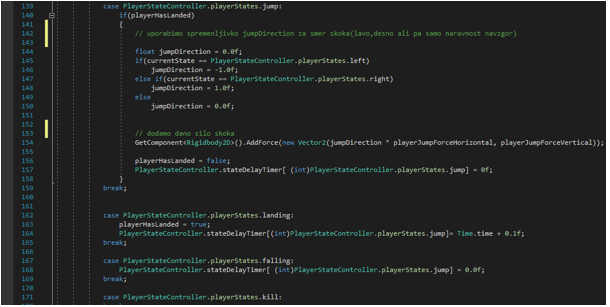 139 case PlayerStateController.playerStates.jump:
140 if(playerHasLanded)
141 {
142 // uporabimo spremenljivko jumpDirection za smer skoka(lavo,desno ali pa samo naravnost navzgor)
143
144 float jumpDirection = 0.0f;
145 if(currentState == PlayerStateController.playerStates.left)
146 jumpDirection = -1.0f;
147 else if(currentState == PlayerStateController.playerStates.right)
148 jumpDirection = 1.0f;
149 else
150 jumpDirection = 0.0f;
151
152
153 // dodamo dano silo skoka
154 GetComponent<Rigidbody2D>().AddForce(new Vector2(jumpDirection * playerJumpForceHorizontal, playerJumpForceVertical));
155
156 playerHasLanded = false;
157 PlayerStateController.stateDelayTimer[ (int)PlayerStateController.playerStates.jump] = 0f;
158 }
159 break;
160
161
162 case PlayerStateController.playerStates.landing:
163 playerHasLanded = true;
164 PlayerStateController.stateDelayTimer[(int)PlayerStateController.playerStates.jump]= Time.time + 0.1f;
165 break;
166
167 case PlayerStateController.playerStates.falling:
168 PlayerStateController.stateDelayTimer[ (int)PlayerStateController.playerStates.jump] = 0.0f;
169 break;
170
171 case PlayerStateController.playerStates.kill: